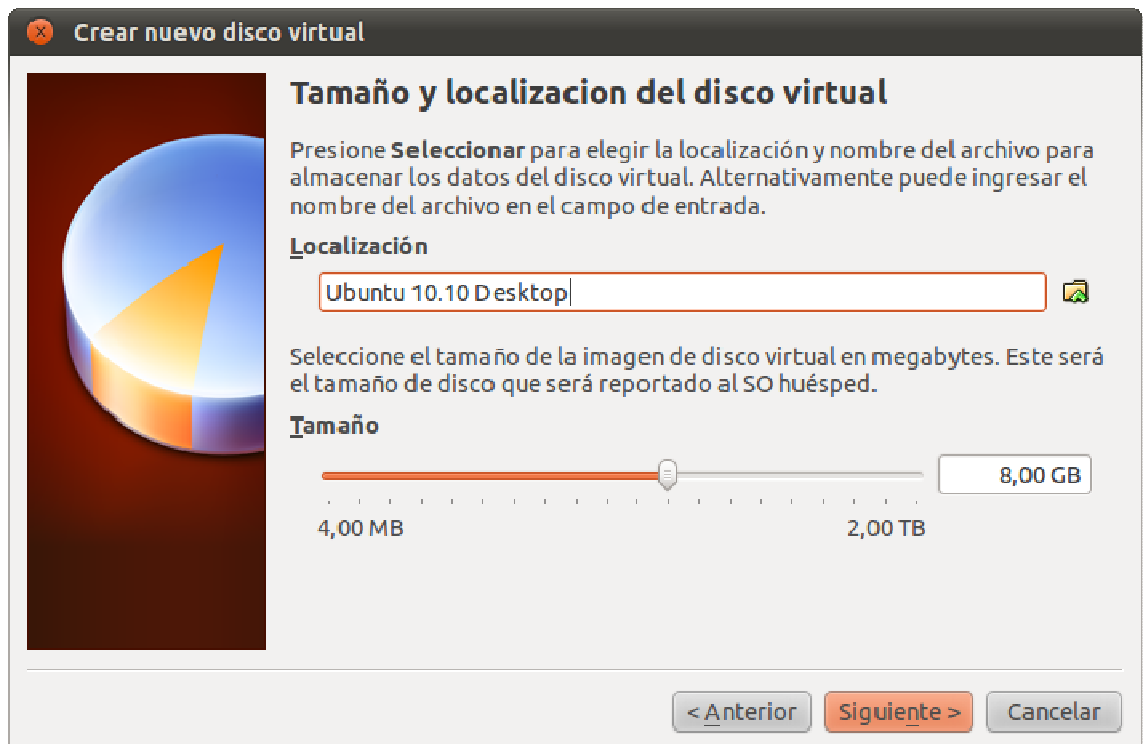 Crear nuevo disco virtual
Tamaño y localizacion del disco virtual
Presione Seleccionar para elegir la localización y nombre del archivo para
almacenar los datos del disco virtual. Alternativamente puede ingresar el
nombre del archivo en el campo de entrada.
Localización
Ubuntu 10.10 Desktop
Seleccione el tamaño de la imagen de disco virtual en megabytes. Este será
el tamaño de disco que será reportado al SO huésped.
Tamaño
8,00 GB
4,00 MB 2,00 TB
< Anterior Siguiente > Cancelar